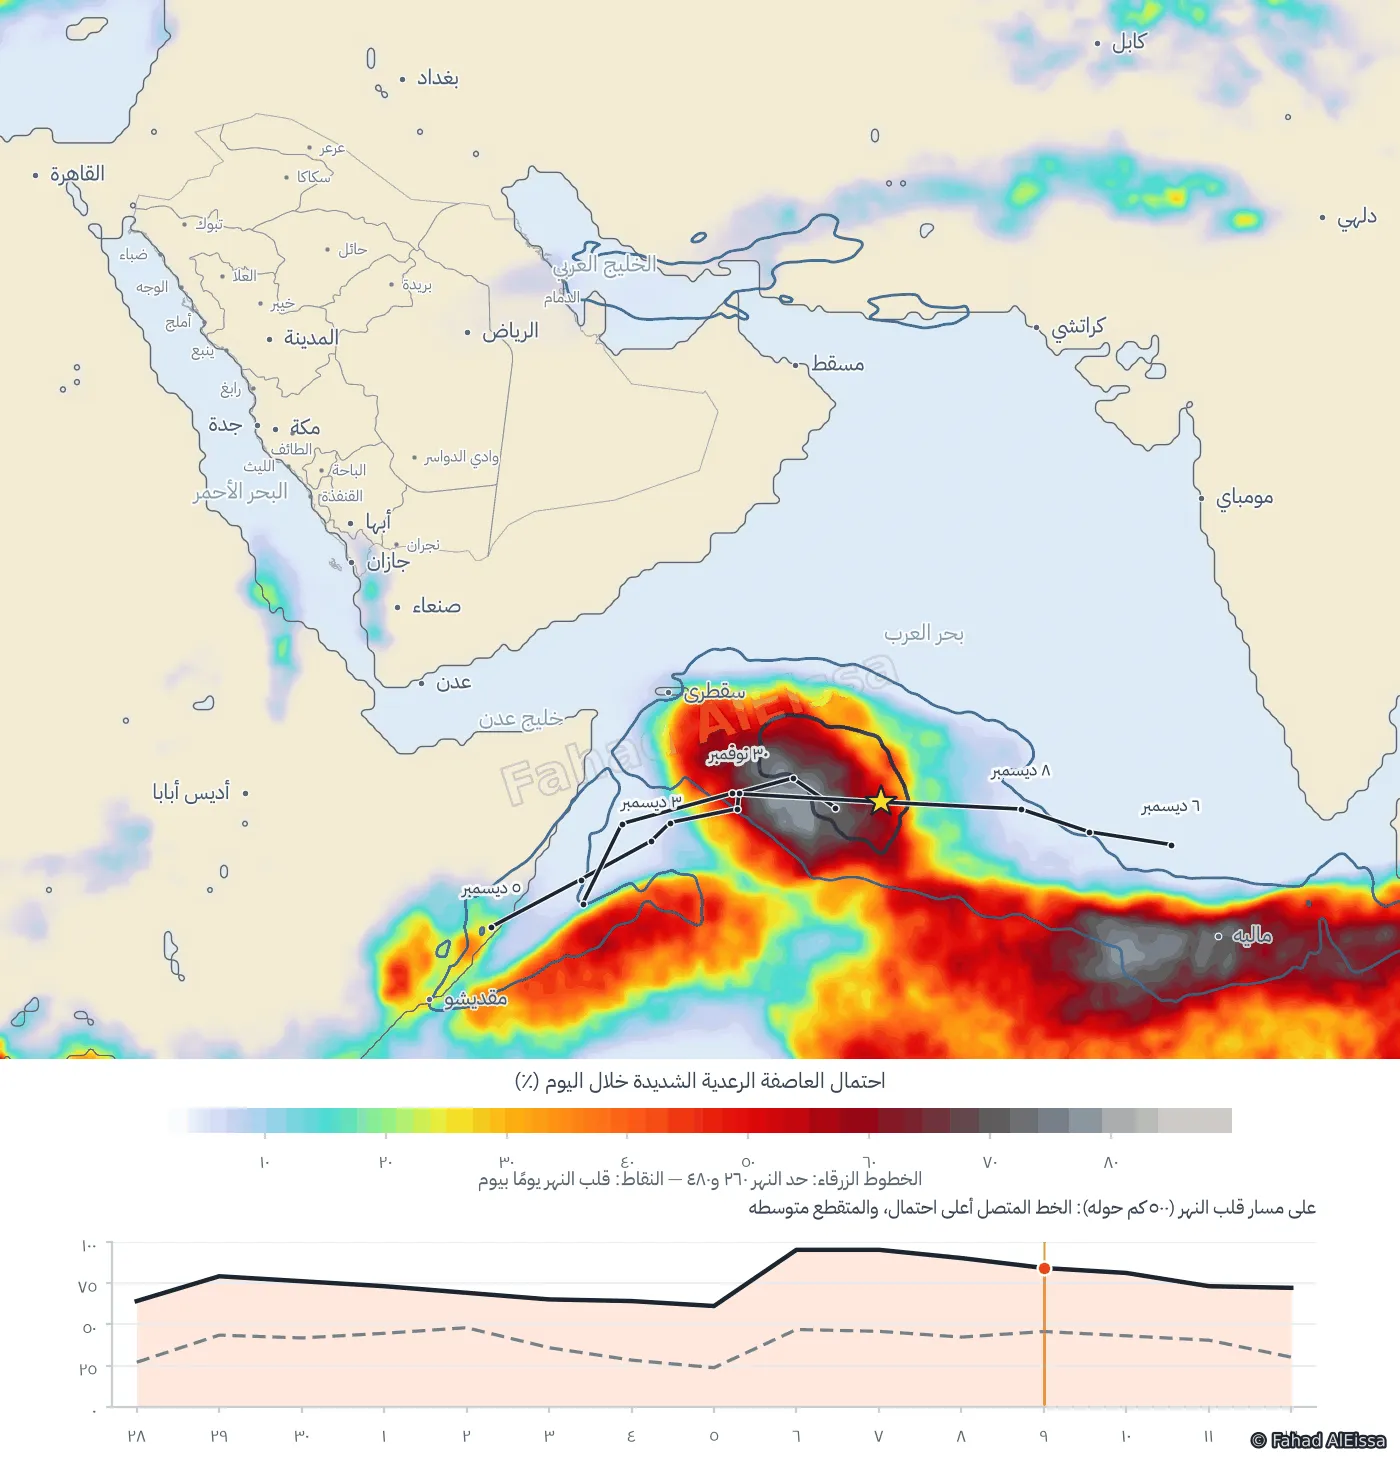 كابل
بغداد
القاهرة
عرعر
سكاكا
تبوك
دلهي
حائل
ضباء
الخليج العربي
العلا
بريدة
الوجه
الدمام
خيبر
أملج
الرياض
المدينة
كراتشي
ينبع
مسقط
رابغ
جدة
مكة
الطائف
وادي الدواسر
الليث
الباحة
البحر الأحمر
القنفذة
مومباي
أبها
نجران
جازان
صنعاء
بحر العرب
عدن
سقطرى
خليج عدن
Fahad AlEissa
٣٠ نوفمبر
٨ ديسمبر
أديس أبابا
٣ ديسمبر
٦ ديسمبر
٥ ديسمبر
ماليه
مقديشو
احتمال العاصفة الرعدية الشديدة خلال اليوم (٪)
١٠ ٢٠ ٣٠ ٤٠ ٥٠ ٦٠ ٧٠ ٨٠
الخطوط الزرقاء: حد النهر ٢٦٠ و٤٨٠ — النقاط: قلب النهر يومًا بيوم
على مسار قلب النهر (٥٠٠ كم حوله): الخط المتصل أعلى احتمال، والمتقطع متوسطه
١٠٠
٧٥
٥٠
٢٥
٠
٢٨ ٢٩ ٣٠ ١ ٢ ٣ ٤ ٥ ٦ ٧ ٨ ٩ ١٠ ١١
© Fahad AlEissa